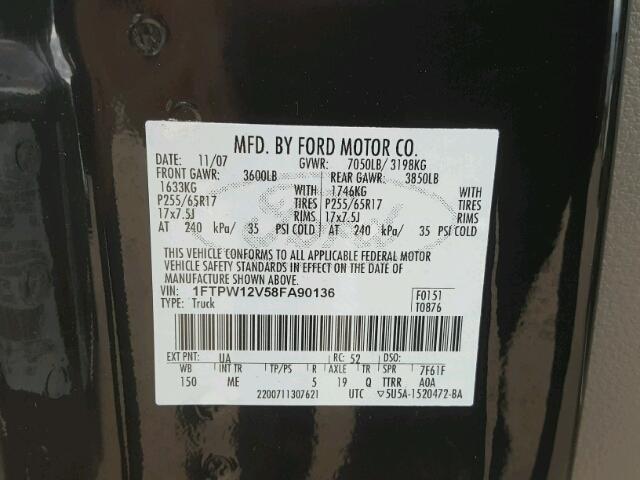 MFD. BY FORD MOTOR CO.
DATE: 11/07 GVWR: 7050LB/ 3198KG
FRONT GAWR: 3600LB REAR GAWR: 3850LB
1633KG WITH 1746KG WITH
P255/65R17 TIRES P255/65R17 TIRES
17x7.5J RIMS 17x7.5J RIMS
AT 240 kPa/ 35 PSI COLD AT 240 kPa/ 35 PSI COLD
THIS VEHICLE CONFORMS TO ALL APPLICABLE FEDERAL MOTOR
VEHICLE SAFETY STANDARDS IN EFFECT ON THE DATE OF
MANUFACTURE SHOWN ABOVE.
VIN: 1FTPW12V58FA90136 F0151
TYPE: Truck T0876
EXT PNT: UA RC: 52 DSO:
WB INT TR TP/PS R AXLE TR SPR 7F61F
150 ME 5 19 Q TTRR A0A
2200711307621 UTC ▽5U5A-1520472-BA
Ford